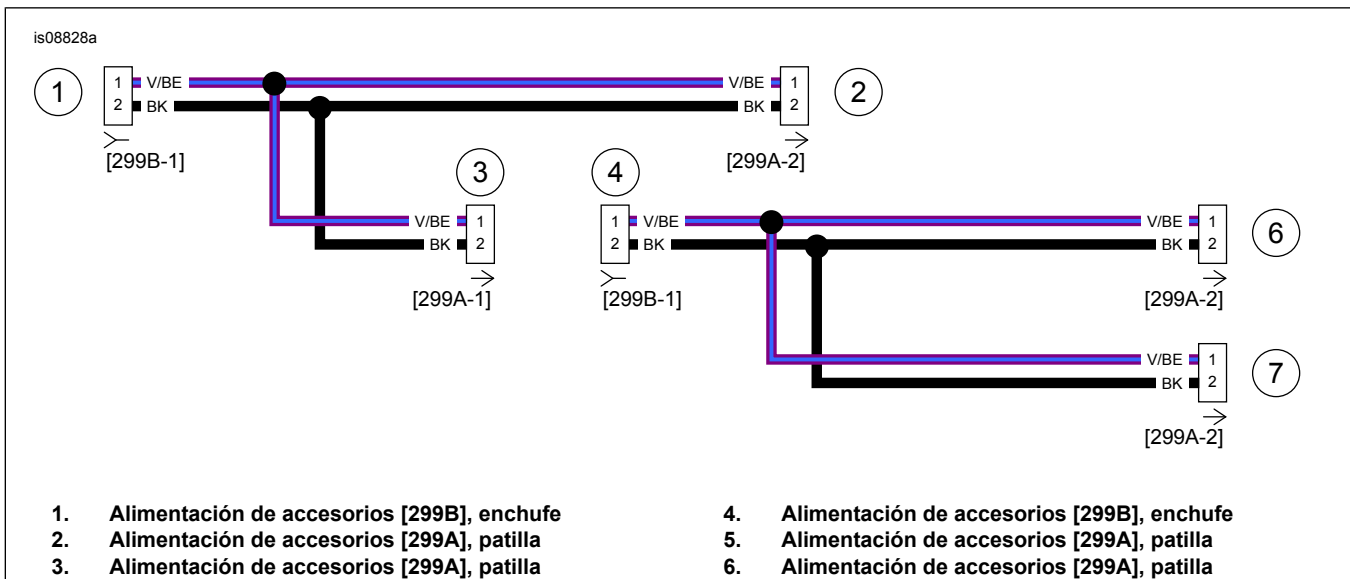 is08828a
1 1 V/BE V/BE 1 2
2 BK BK 2
[299B-1] [299A-2]
3 4
V/BE 1 1 V/BE V/BE 1 6
BK 2 2 BK BK 2
[299A-1] [299B-1] [299A-2]
V/BE 1 7
BK 2
[299A-2]
1. Alimentación de accesorios [299B], enchufe
2. Alimentación de accesorios [299A], patilla
3. Alimentación de accesorios [299A], patilla
4. Alimentación de accesorios [299B], enchufe
5. Alimentación de accesorios [299A], patilla
6. Alimentación de accesorios [299A], patilla